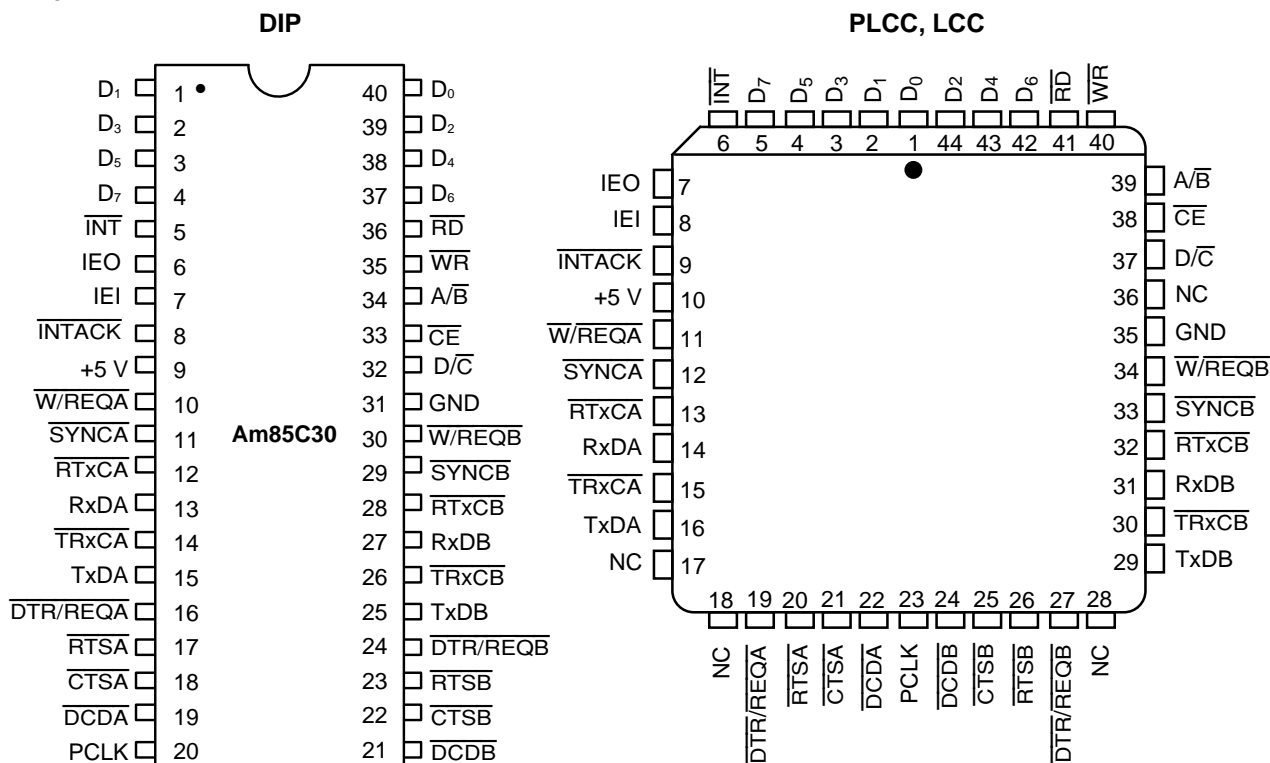 DIP
D₁ 1 40 D₀
D₃ 2 39 D₂
D₅ 3 38 D₄
D₇ 4 37 D₆
INT 5 36 RD
IEO 6 35 WR
IEI 7 34 A/B
INTACK 8 33 CE
+5 V 9 32 D/C
W/REQA 10 31 GND
SYNCA 11 Am85C30 30 W/REQB
RTxCA 12 29 SYNCB
RxDA 13 28 RTxCB
TRxCA 14 27 RxDB
TxDA 15 26 TRxCB
DTR/REQA 16 25 TxDB
RTSA 17 24 DTR/REQB
CTSA 18 23 RTSB
DCDA 19 22 CTSB
PCLK 20 21 DCDB
PLCC, LCC
INT D₇ D₅ D₃ D₁ D₀ D₂ D₄ D₆ RD WR
6 5 4 3 2 1 44 43 42 41 40
IEO 7 39 A/B
IEI 8 38 CE
INTACK 9 37 D/C
+5 V 10 36 NC
W/REQA 11 35 GND
SYNCA 12 34 W/REQB
RTxCA 13 33 SYNCB
RxDA 14 32 RTxCB
TRxCA 15 31 RxDB
TxDA 16 30 TRxCB
NC 17 29 TxDB
18 19 20 21 22 23 24 25 26 27 28
NC DTR/REQA RTSA CTSA DCDA PCLK DCDB CTSB RTSB DTR/REQB NC